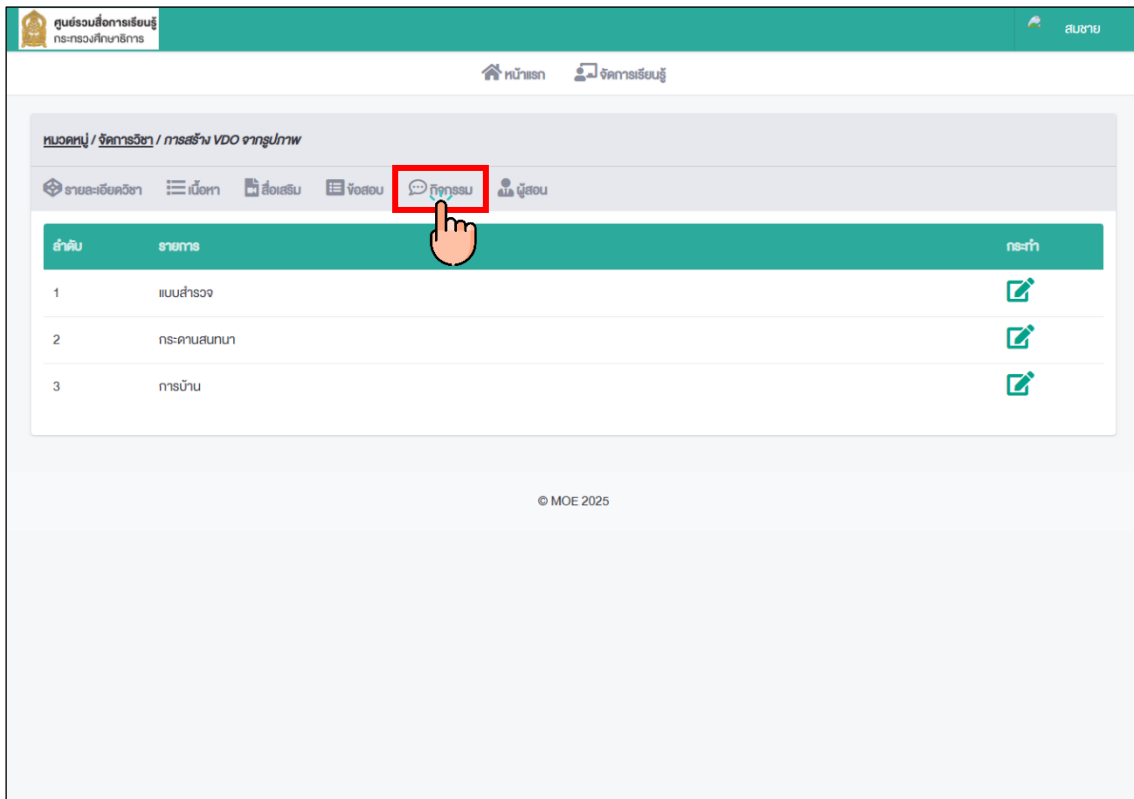 ศูนย์รวมสื่อการเรียนรู้
กระทรวงศึกษาธิการ
สมชาย
หน้าแรก จัดการเรียนรู้
หมวดหมู่ / จัดการวิชา / การสร้าง VDO จากรูปภาพ
รายละเอียดวิชา เนื้อหา สื่อเสริม ข้อสอบ กิจกรรม ผู้สอน
ลำดับ รายการ กระทำ
1 แบบสำรวจ
2 กระดานสนทนา
3 การบ้าน
© MOE 2025